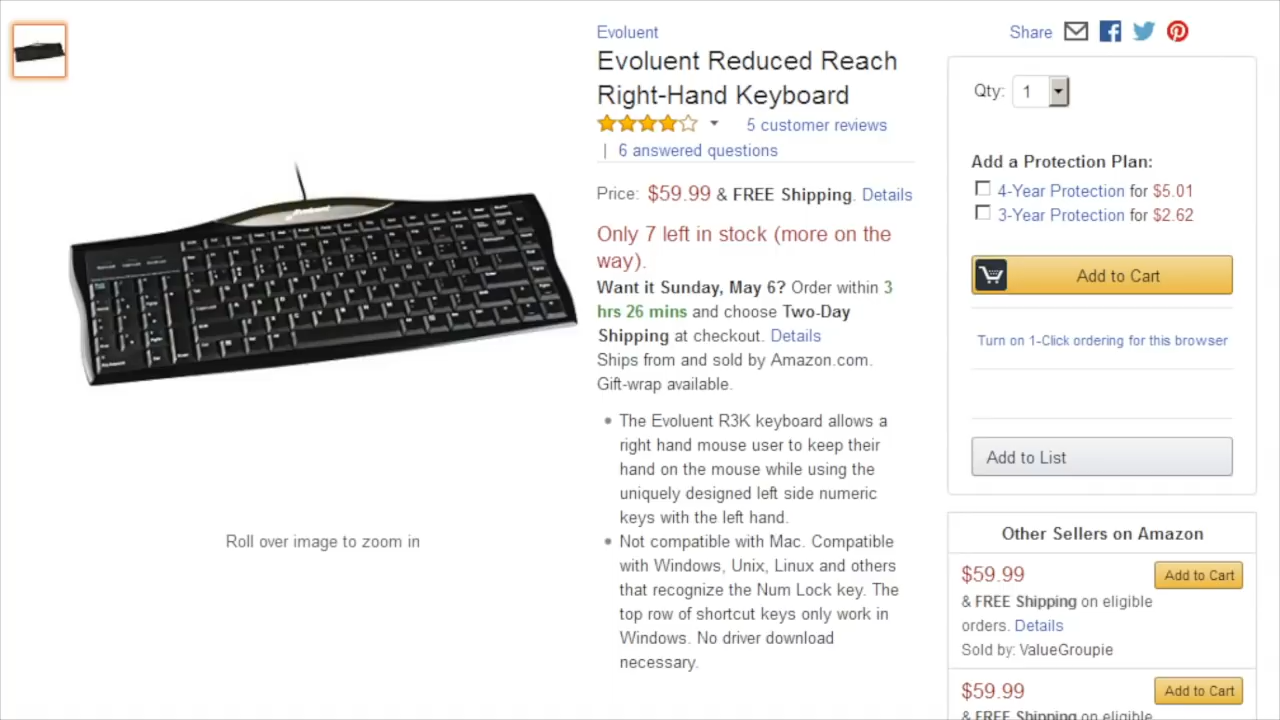 Evoluent
Evoluent Reduced Reach
Right-Hand Keyboard
5 customer reviews
| 6 answered questions
Price: $59.99 & FREE Shipping. Details
Only 7 left in stock (more on the
way).
Want it Sunday, May 6? Order within 3
hrs 26 mins and choose Two-Day
Shipping at checkout. Details
Ships from and sold by Amazon.com.
Gift-wrap available.
• The Evoluent R3K keyboard allows a
right hand mouse user to keep their
hand on the mouse while using the
uniquely designed left side numeric
keys with the left hand.
• Not compatible with Mac. Compatible
with Windows, Unix, Linux and others
that recognize the Num Lock key. The
top row of shortcut keys only work in
Windows. No driver download
necessary.
Roll over image to zoom in
Share
Qty: 1
Add a Protection Plan:
4-Year Protection for $5.01
3-Year Protection for $2.62
Add to Cart
Turn on 1-Click ordering for this browser
Add to List
Other Sellers on Amazon
$59.99 Add to Cart
& FREE Shipping on eligible
orders. Details
Sold by: ValueGroupie
$59.99 Add to Cart
& FREE Shipping on eligible